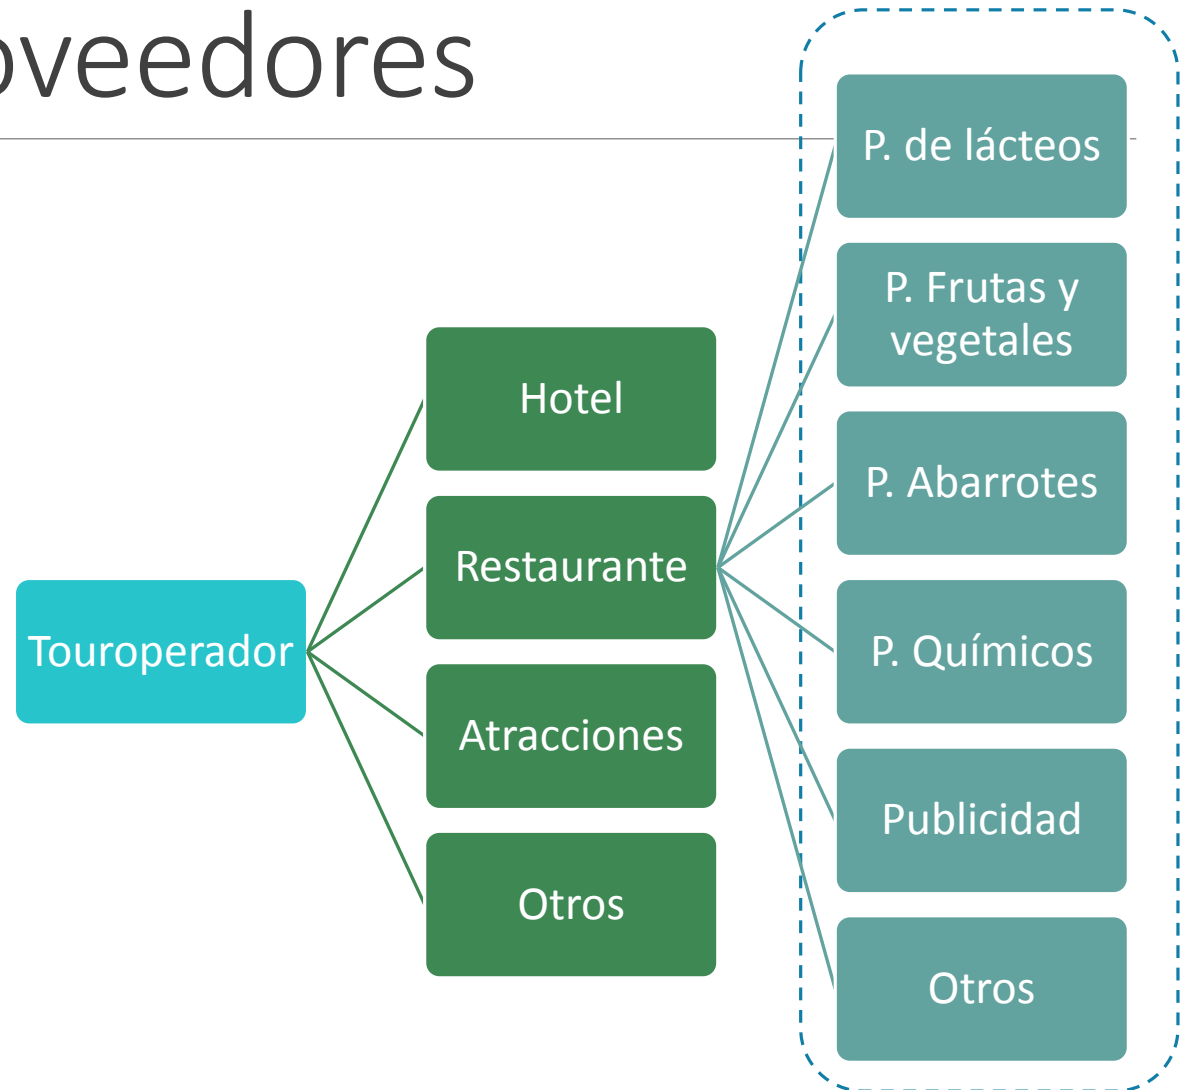 oveedores
Touroperador
Hotel
Restaurante
Atracciones
Otros
P. de lácteos
P. Frutas y
vegetales
P. Abarrotes
P. Químicos
Publicidad
Otros